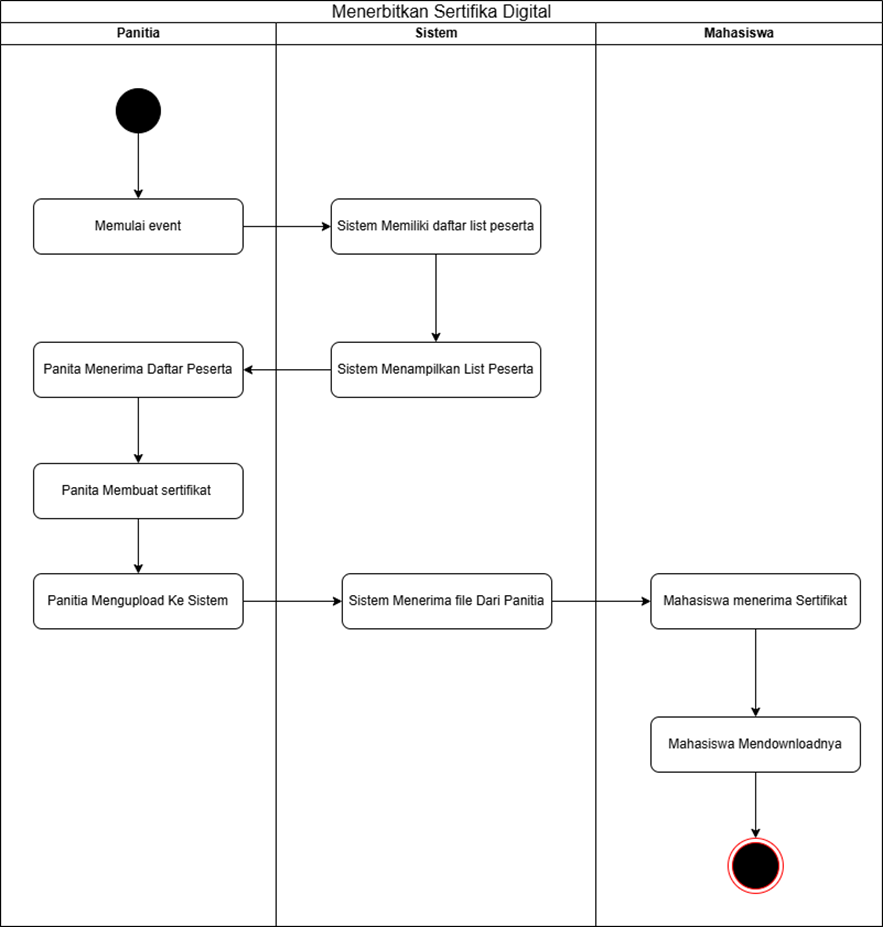 Menerbitkan Sertifika Digital
Panitia
Sistem
Mahasiswa
Memulai event
Sistem Memiliki daftar list peserta
Panita Menerima Daftar Peserta
Sistem Menampilkan List Peserta
Panita Membuat sertifikat
Panitia Mengupload Ke Sistem
Sistem Menerima file Dari Panitia
Mahasiswa menerima Sertifikat
Mahasiswa Mendownloadnya